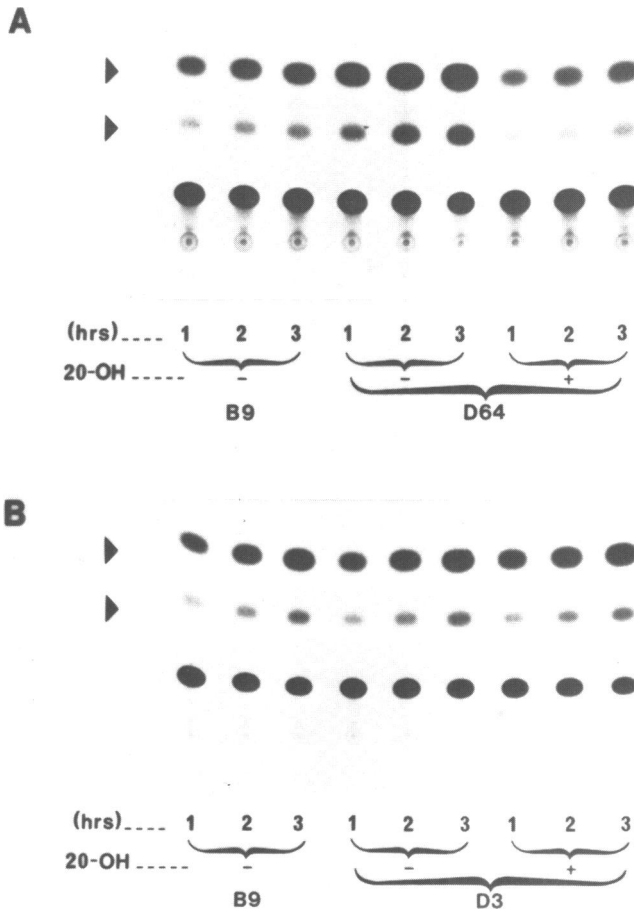 A
(hrs)---- 1 2 3 1 2 3 1 2 3
20-OH ----- - - +
B9 D64
B
(hrs)---- 1 2 3 1 2 3 1 2 3
20-OH ----- - - +
B9 D3